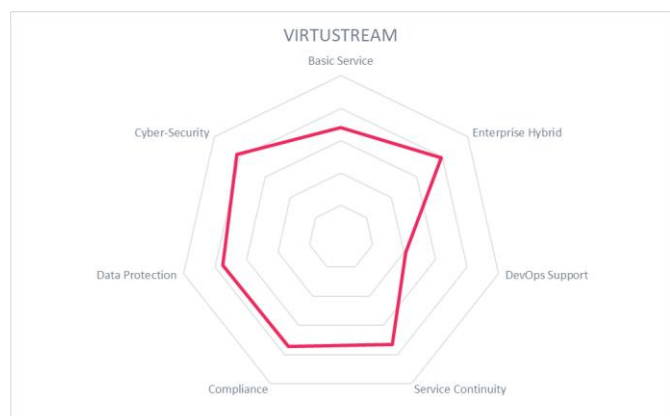 VIRTUSTREAM
Basic Service
Cyber-Security
Enterprise Hybrid
Data Protection
DevOps Support
Compliance
Service Continuity